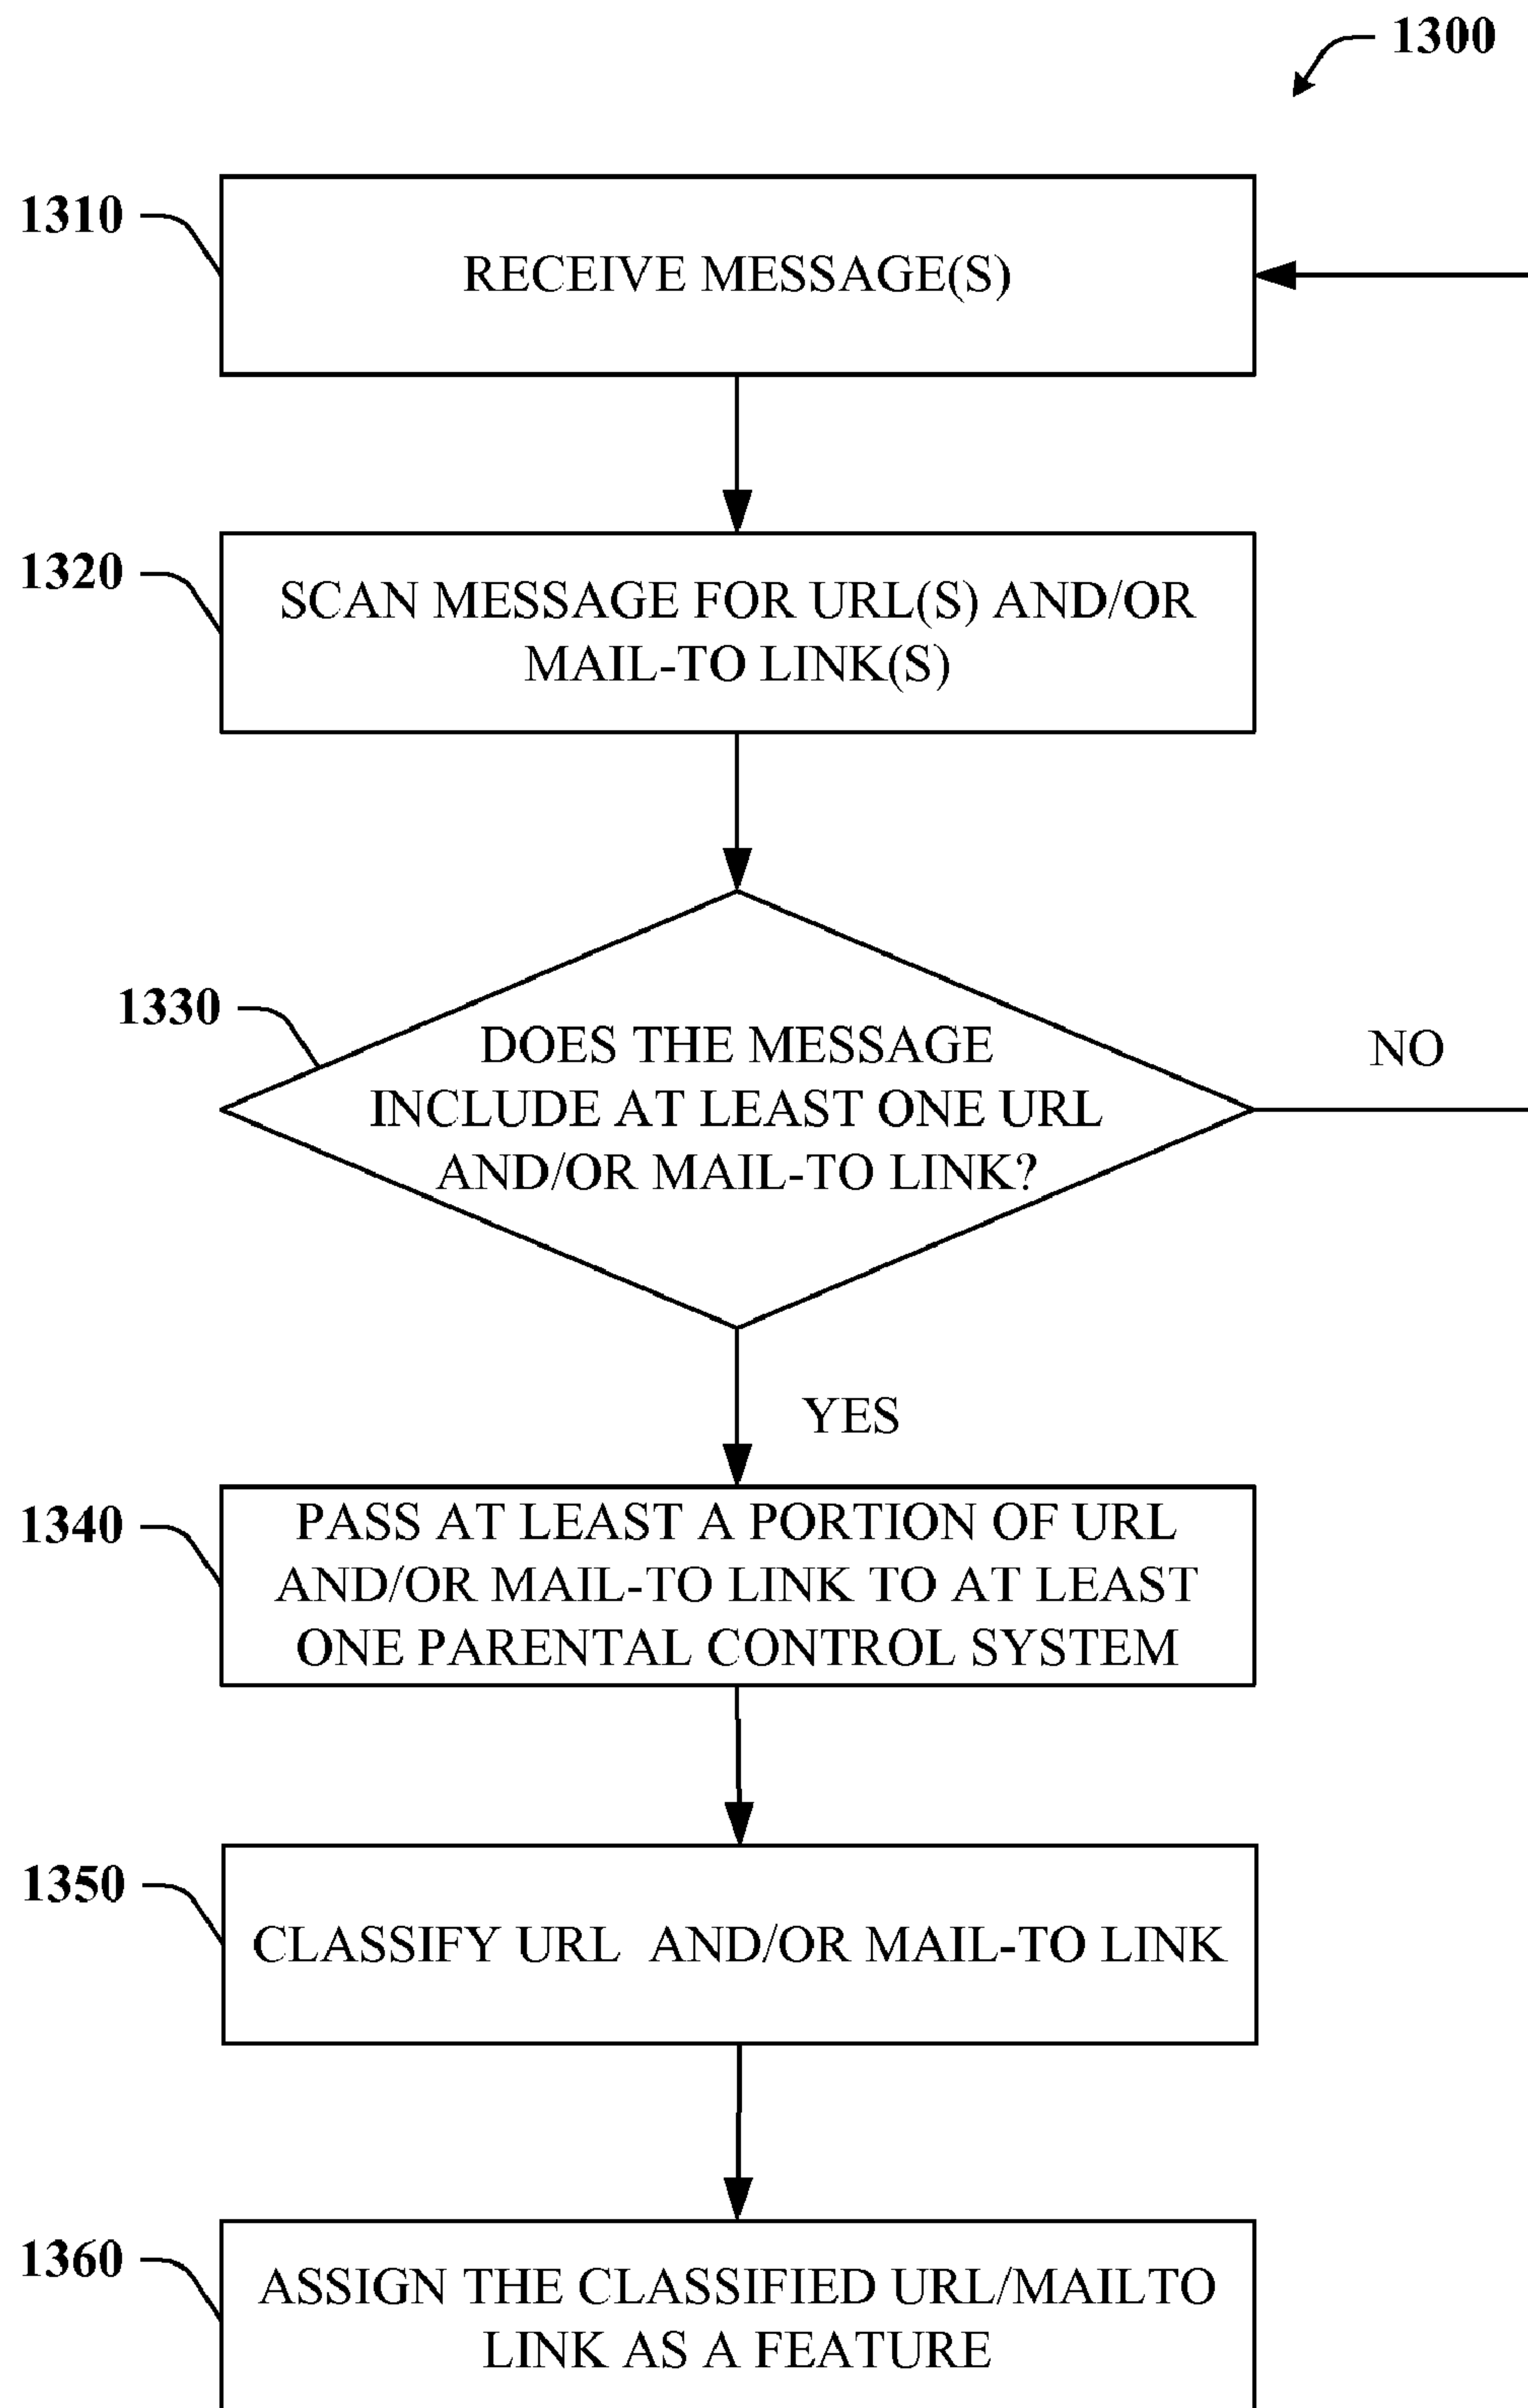 1300
1310
RECEIVE MESSAGE(S)
1320
SCAN MESSAGE FOR URL(S) AND/OR
MAIL-TO LINK(S)
1330
DOES THE MESSAGE
INCLUDE AT LEAST ONE URL
AND/OR MAIL-TO LINK?
NO
YES
1340
PASS AT LEAST A PORTION OF URL
AND/OR MAIL-TO LINK TO AT LEAST
ONE PARENTAL CONTROL SYSTEM
1350
CLASSIFY URL AND/OR MAIL-TO LINK
1360
ASSIGN THE CLASSIFIED URL/MAILTO
LINK AS A FEATURE